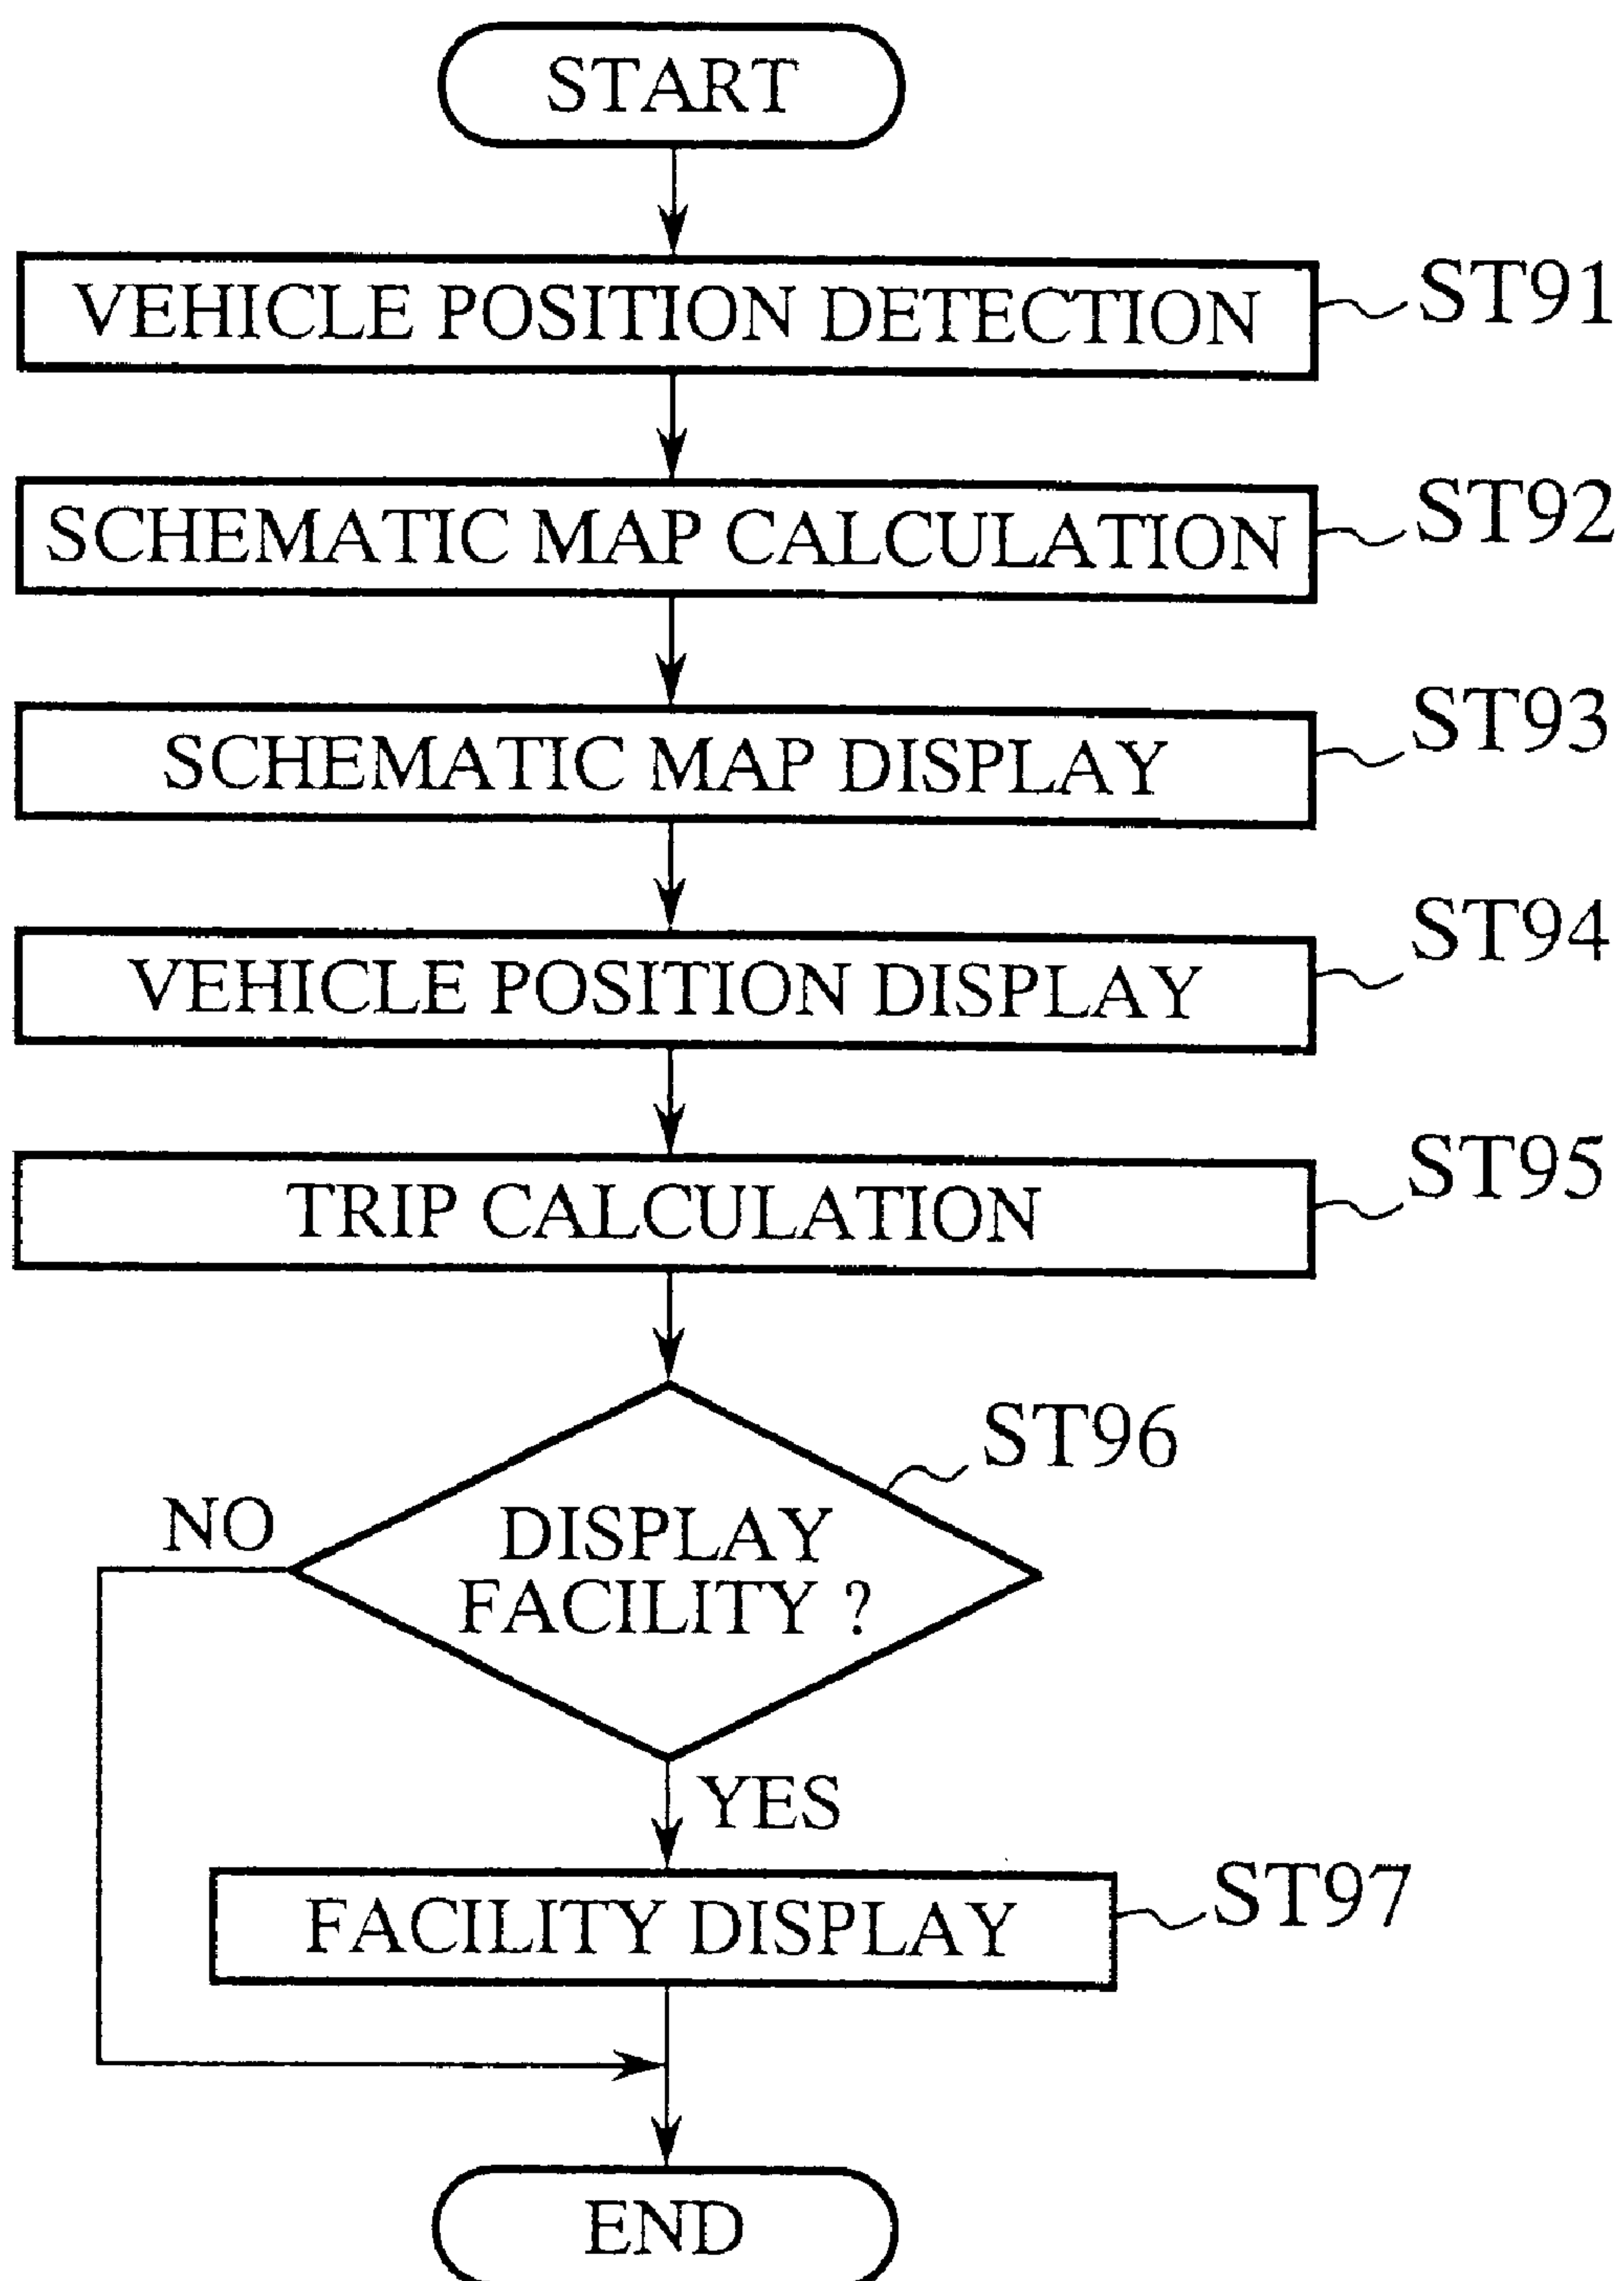 START
VEHICLE POSITION DETECTION
ST91
SCHEMATIC MAP CALCULATION
ST92
SCHEMATIC MAP DISPLAY
ST93
VEHICLE POSITION DISPLAY
ST94
TRIP CALCULATION
ST95
ST96
NO
DISPLAY
FACILITY ?
YES
FACILITY DISPLAY
ST97
END